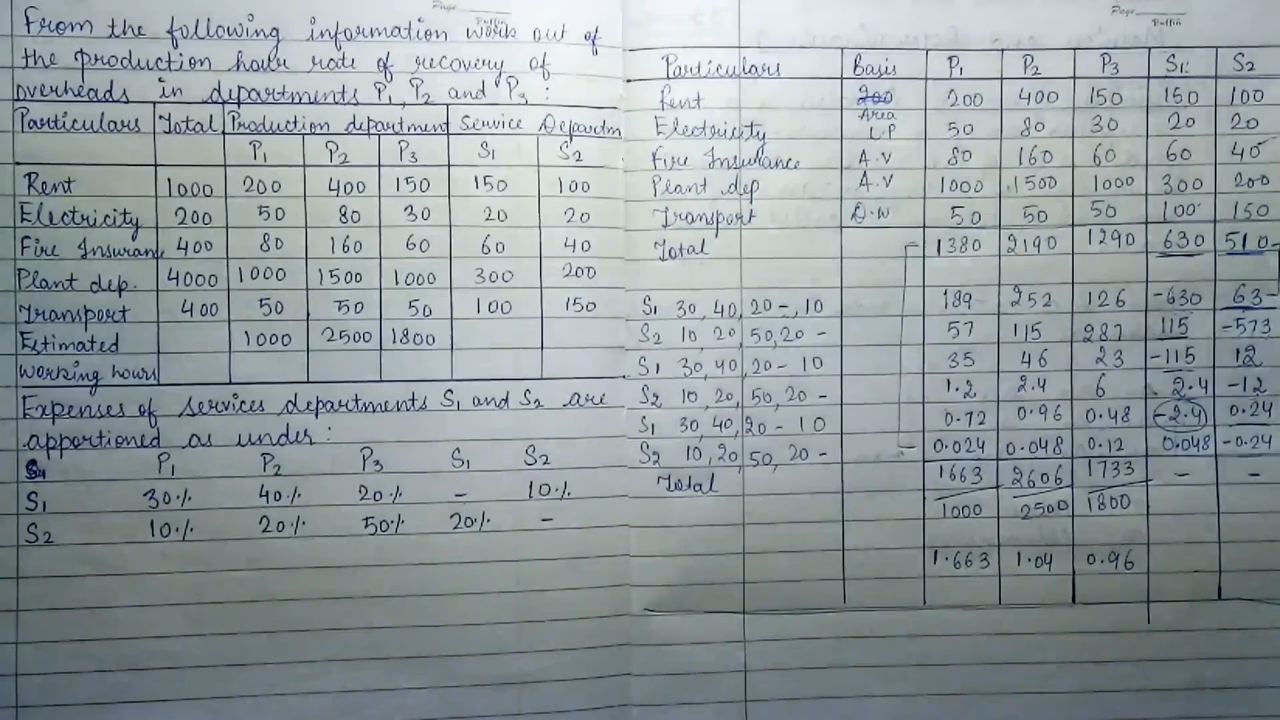 Page
Puffin
From the following information work out of
the production hour rate of recovery of
overheads in departments P1, P2 and P3:
Particulars Total Production department Service Departm
P1 P2 P3 S1 S2
Rent 1000 200 400 150 150 100
Electricity 200 50 80 30 20 20
Fire Insuranc 400 80 160 60 60 40
Plant dep. 4000 1000 1500 1000 300 200
Transport 400 50 50 50 100 150
Estimated 1000 2500 1800
Working hours
Expenses of services departments S1 and S2 are
apportioned as under:
P1 P2 P3 S1 S2
S1 30% 40% 20% - 10%
S2 10% 20% 50% 20% -
Page
Puffin
Particulars Basis P1 P2 P3 S1 S2
Rent 200 400 150 150 100
Electricity Area L.P 50 80 30 20 20
Fire Insurance A.V 80 160 60 60 40
Plant dep A.V 1000 1500 1000 300 200
Transport D.W 50 50 50 100 150
Total 1380 2190 1290 630 510
S1 30, 40, 20 -, 10 189 252 126 -630 63
S2 10, 20, 50, 20 - 57 115 287 115 -573
S1 30, 40, 20 - 10 35 46 23 -115 12
S2 10, 20, 50, 20 - 1.2 2.4 6 2.4 -12
S1 30, 40, 20 - 10 0.72 0.96 0.48 -2.4 0.24
S2 10, 20, 50, 20 - 0.024 0.048 0.12 0.048 -0.24
Total 1663 2606 1733 - -
1000 2500 1800
1.663 1.04 0.96